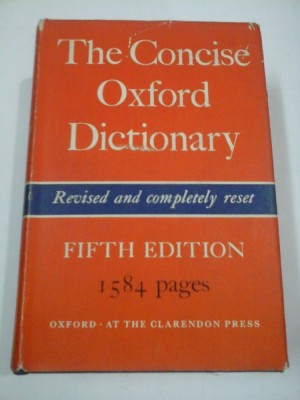 The Concise
Oxford
Dictionary
Revised and completely reset
FIFTH EDITION
1584 pages
OXFORD · AT THE CLARENDON PRESS